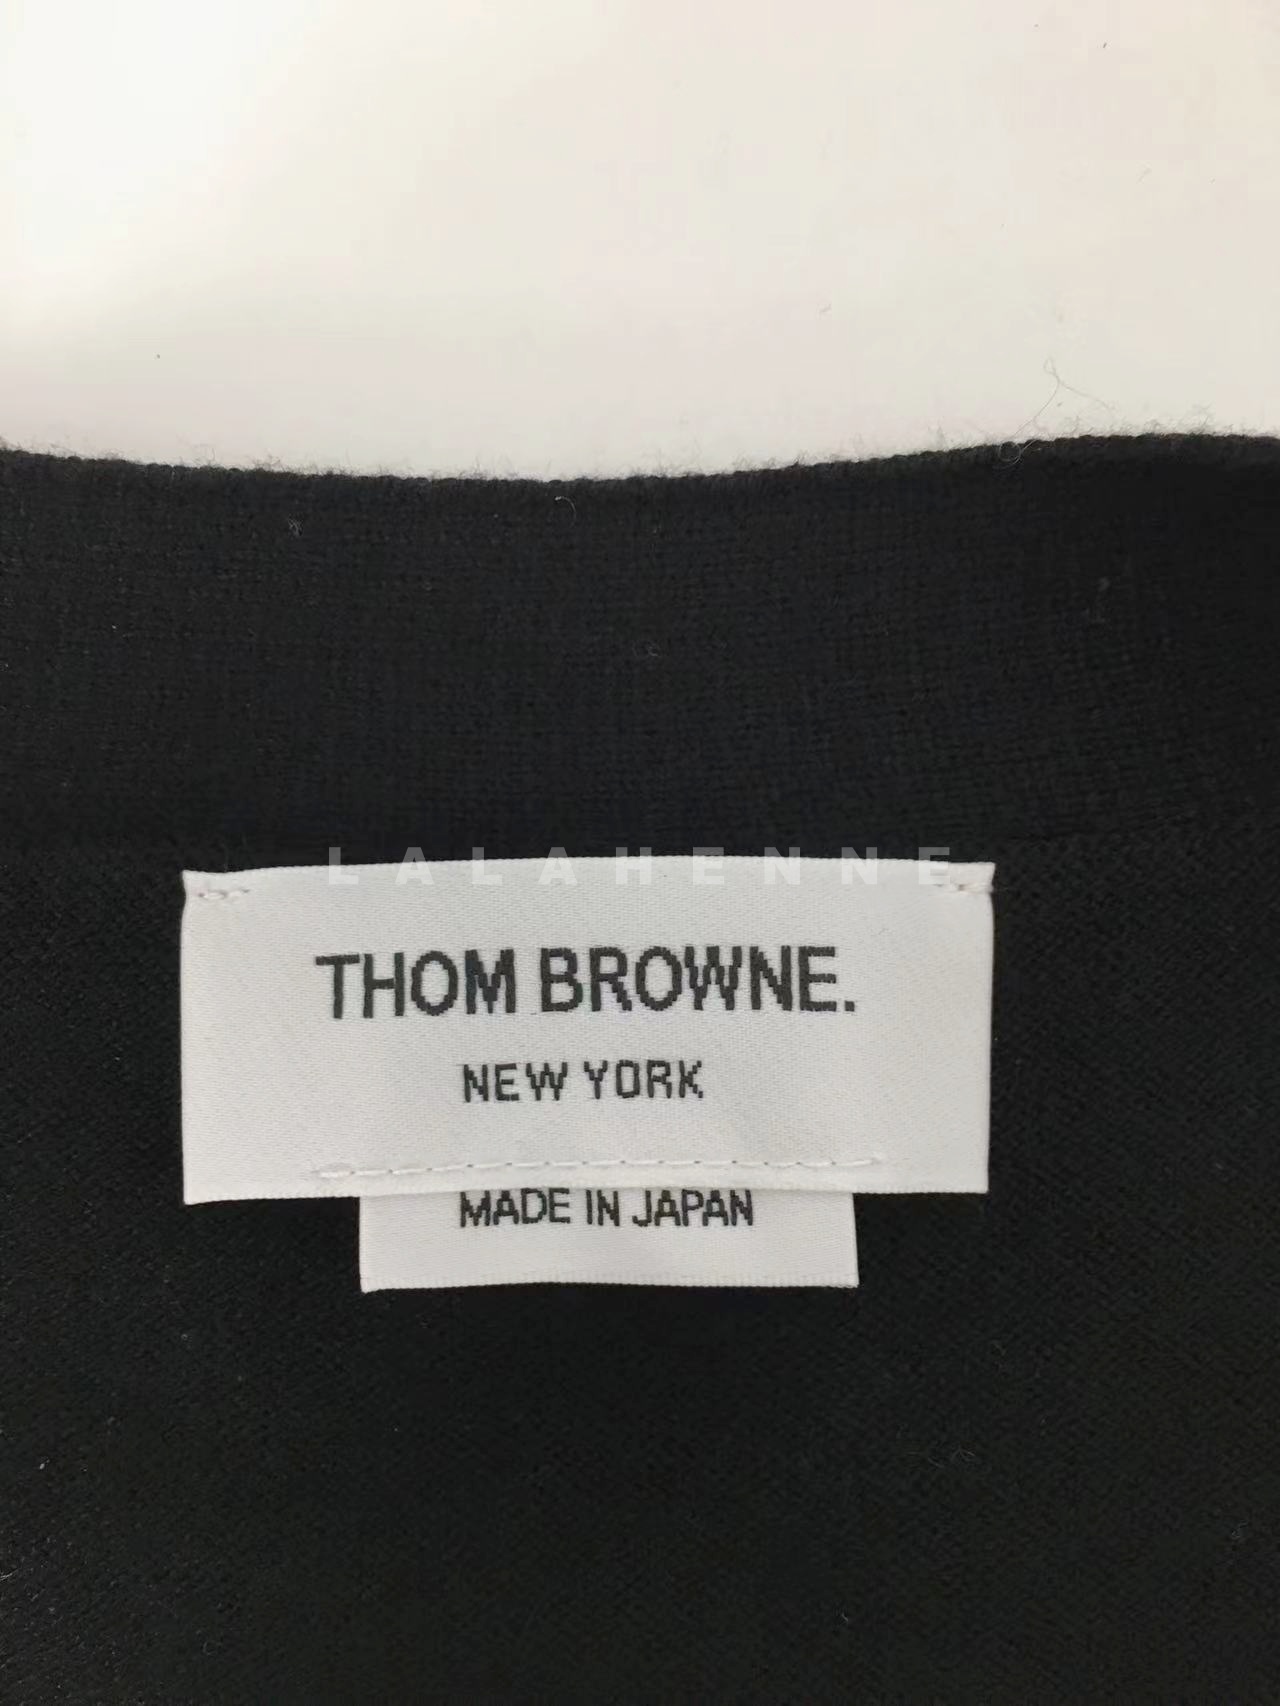 LALAHENNE
THOM BROWNE.
NEW YORK
MADE IN JAPAN